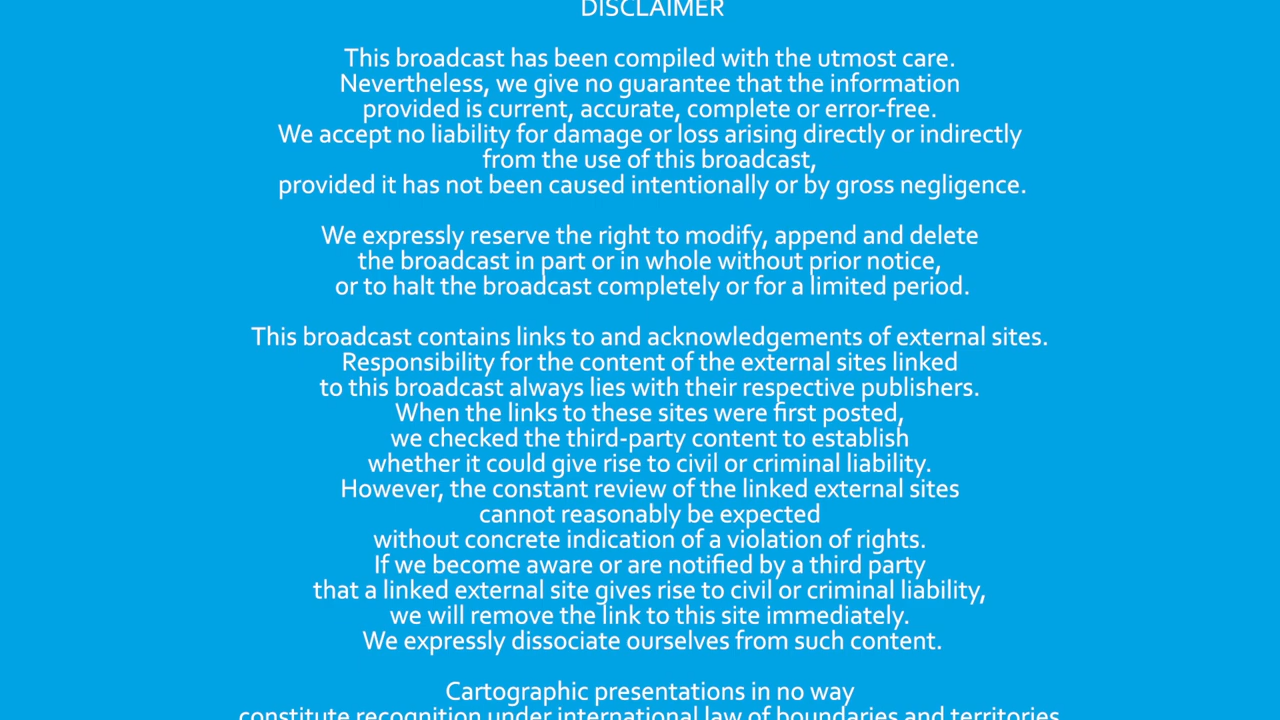 DISCLAIMER
This broadcast has been compiled with the utmost care.
Nevertheless, we give no guarantee that the information
provided is current, accurate, complete or error-free.
We accept no liability for damage or loss arising directly or indirectly
from the use of this broadcast,
provided it has not been caused intentionally or by gross negligence.
We expressly reserve the right to modify, append and delete
the broadcast in part or in whole without prior notice,
or to halt the broadcast completely or for a limited period.
This broadcast contains links to and acknowledgements of external sites.
Responsibility for the content of the external sites linked
to this broadcast always lies with their respective publishers.
When the links to these sites were first posted,
we checked the third-party content to establish
whether it could give rise to civil or criminal liability.
However, the constant review of the linked external sites
cannot reasonably be expected
without concrete indication of a violation of rights.
If we become aware or are notified by a third party
that a linked external site gives rise to civil or criminal liability,
we will remove the link to this site immediately.
We expressly dissociate ourselves from such content.
Cartographic presentations in no way
constitute recognition under international law of boundaries and territories.